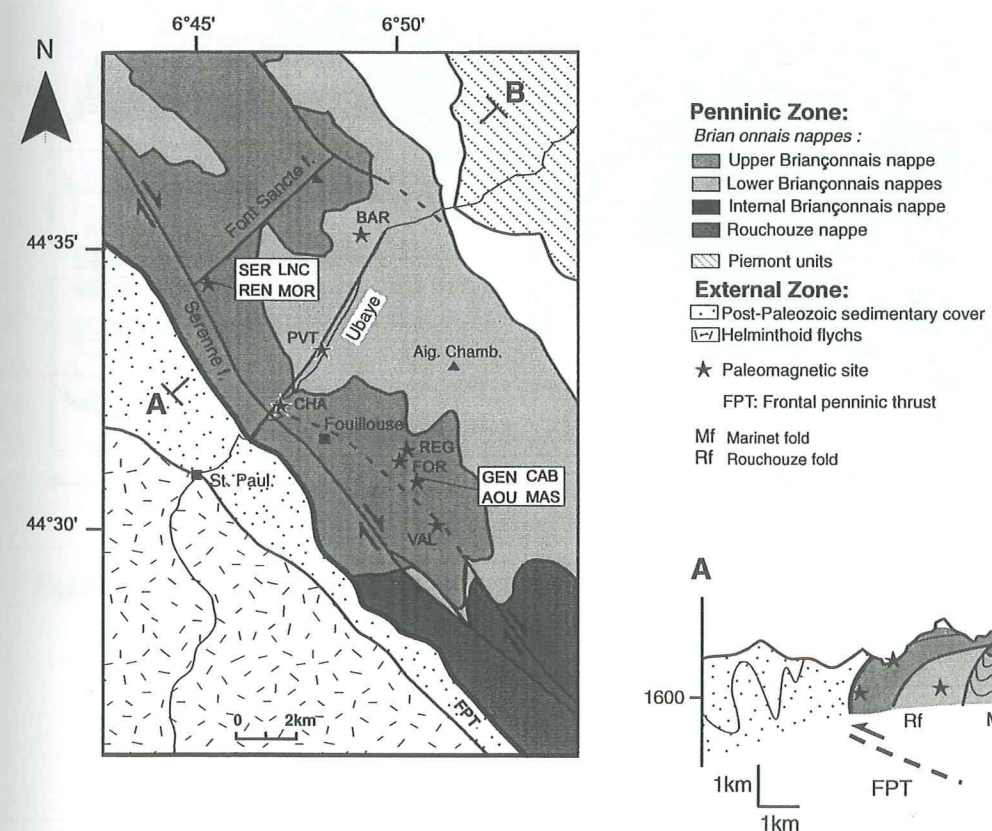 6°45'
6°50'
N
B
Font Sancte f.
BAR
44°35'
SER LNC
REN MOR
Serenne f.
Ubaye
PVT
Aig. Chamb.
A
CHA
Fouillouse
REG
FOR
GEN CAB
AOU MAS
St. Paul.
44°30'
VAL
FPT
0 2km
Penninic Zone:
Brian onnais nappes :
Upper Briançonnais nappe
Lower Briançonnais nappes
Internal Briançonnais nappe
Rouchouze nappe
Piemont units
External Zone:
Post-Paleozoic sedimentary cover
Helminthoid flychs
Paleomagnetic site
FPT: Frontal penninic thrust
Mf Marinet fold
Rf Rouchouze fold
A
1600
Rf
M
1km
FPT
1km